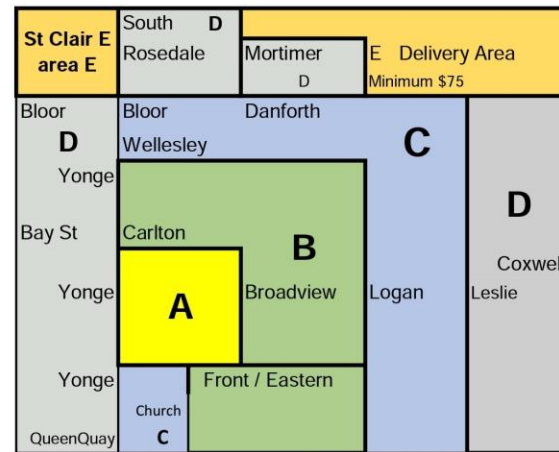 St Clair E
area E
South D
Rosedale
Mortimer
D
E Delivery Area
Minimum $75
Bloor
D
Yonge
Bay St
Yonge
Yonge
QueenQuay
Bloor Danforth
Wellesley
C
Carlton
B
A
Broadview
Logan
D
Coxwel
Leslie
Front / Eastern
Church
C